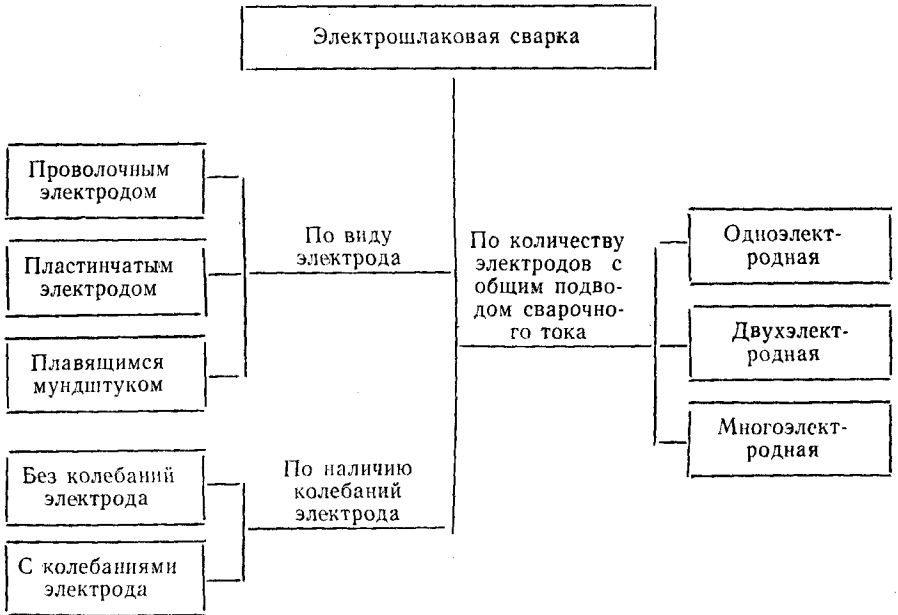 Электрошлаковая сварка
Проволочным
электродом
Пластинчатым
электродом
Плавящимся
мундштуком
По виду
электрода
Без колебаний
электрода
С колебаниями
электрода
По наличию
колебаний
электрода
По количеству
электродов с
общим подво-
дом сварочно-
го тока
Одноэлект-
родная
Двухэлект-
родная
Многоэлект-
родная